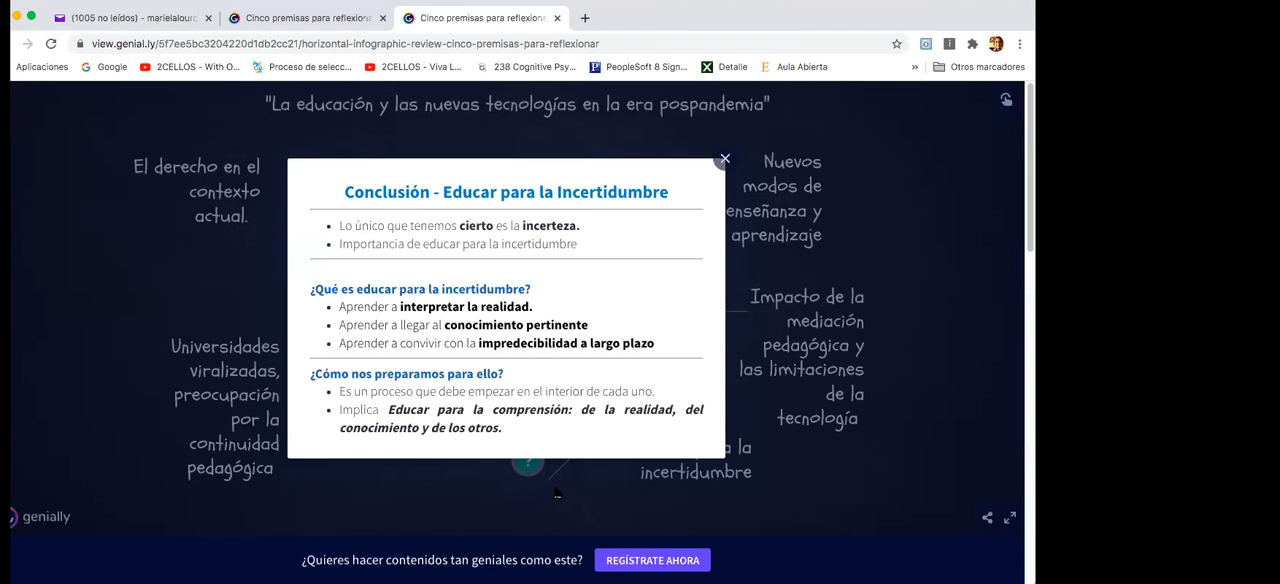 (1005 no leídos) - marielalourd
Cinco premisas para reflexiona
Cinco premisas para reflexiona
view.genial.ly/5f7ee5bc3204220d1db2cc21/horizontal-infographic-review-cinco-premisas-para-reflexionar
Aplicaciones
Google
2CELLOS - With O...
Proceso de selecc...
2CELLOS - Viva L...
238 Cognitive Psy...
PeopleSoft 8 Sign...
Detalle
Aula Abierta
»
Otros marcadores
"La educación y las nuevas tecnologías en la era pospandemia"
El derecho en el
contexto
actual.
Universidades
viralizadas,
preocupación
por la
continuidad
pedagógica
Conclusión - Educar para la Incertidumbre
• Lo único que tenemos cierto es la incerteza.
• Importancia de educar para la incertidumbre
¿Qué es educar para la incertidumbre?
• Aprender a interpretar la realidad.
• Aprender a llegar al conocimiento pertinente
• Aprender a convivir con la impredecibilidad a largo plazo
¿Cómo nos preparamos para ello?
• Es un proceso que debe empezar en el interior de cada uno.
• Implica Educar para la comprensión: de la realidad, del
conocimiento y de los otros.
Nuevos
modos de
enseñanza y
aprendizaje
Impacto de la
mediación
pedagógica y
las limitaciones
de la
tecnología
a la
incertidumbre
?
genially
¿Quieres hacer contenidos tan geniales como este?
REGÍSTRATE AHORA